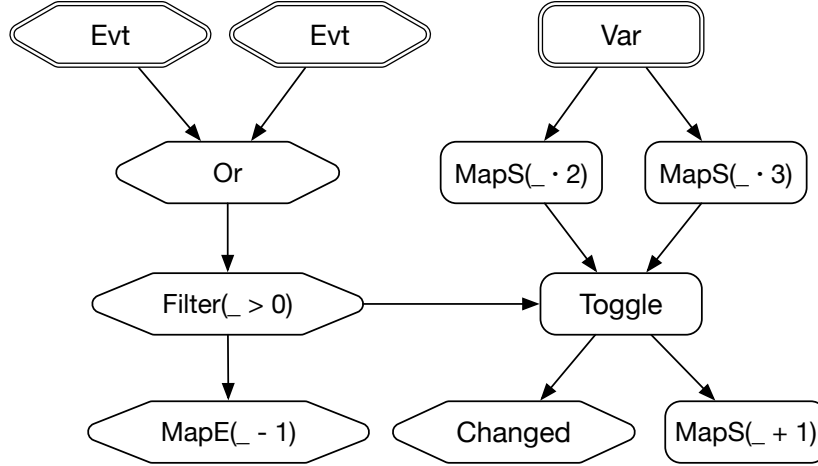 Evt
Evt
Var
Or
MapS(_ · 2)
MapS(_ · 3)
Filter(_ > 0)
Toggle
MapE(_ - 1)
Changed
MapS(_ + 1)